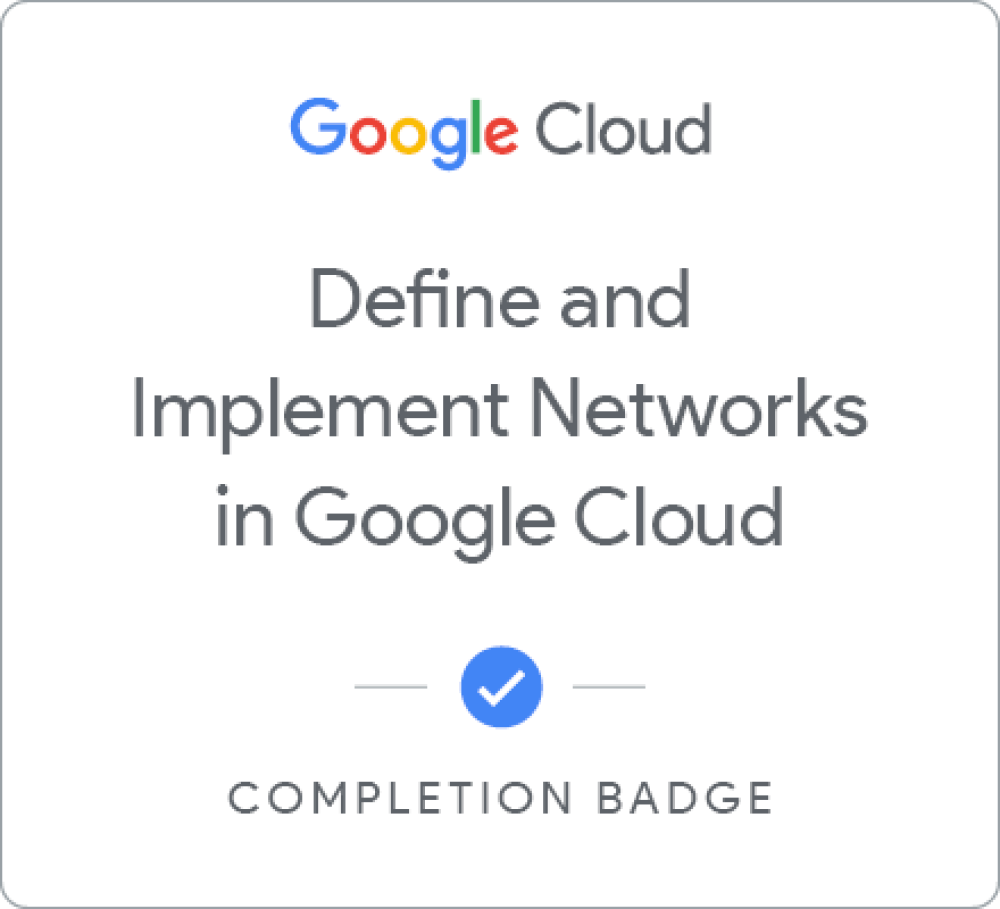 Google Cloud
Define and
Implement Networks
in Google Cloud
COMPLETION BADGE